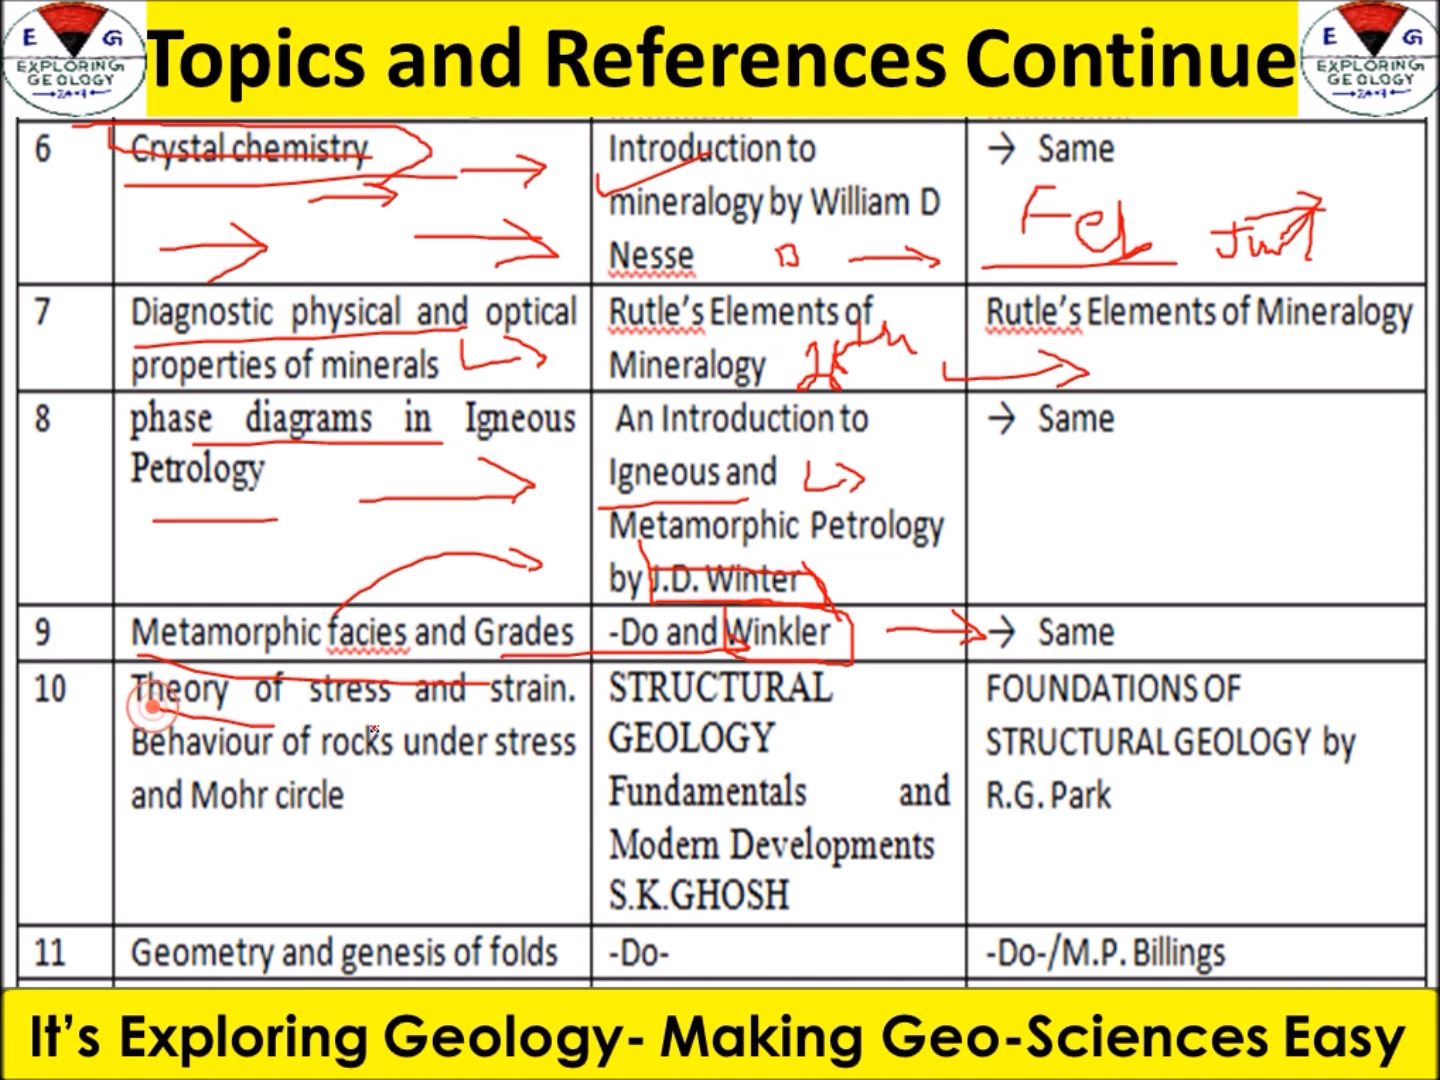 E G
EXPLORING
GEOLOGY
Topics and References Continue
E G
EXPLORING
GEOLOGY
6
Crystal chemistry
Introduction to
mineralogy by William D
Nesse
→ Same
Feb
7
Diagnostic physical and optical
properties of minerals
Rutle's Elements of
Mineralogy
Rutle's Elements of Mineralogy
8
phase diagrams in Igneous
Petrology
An Introduction to
Igneous and
Metamorphic Petrology
by J.D. Winter
→ Same
9
Metamorphic facies and Grades
-Do and Winkler
→ Same
10
Theory of stress and strain.
Behaviour of rocks under stress
and Mohr circle
STRUCTURAL
GEOLOGY
Fundamentals and
Modern Developments
S.K.GHOSH
FOUNDATIONS OF
STRUCTURAL GEOLOGY by
R.G. Park
11
Geometry and genesis of folds
-Do-
-Do-/M.P. Billings
It's Exploring Geology- Making Geo-Sciences Easy